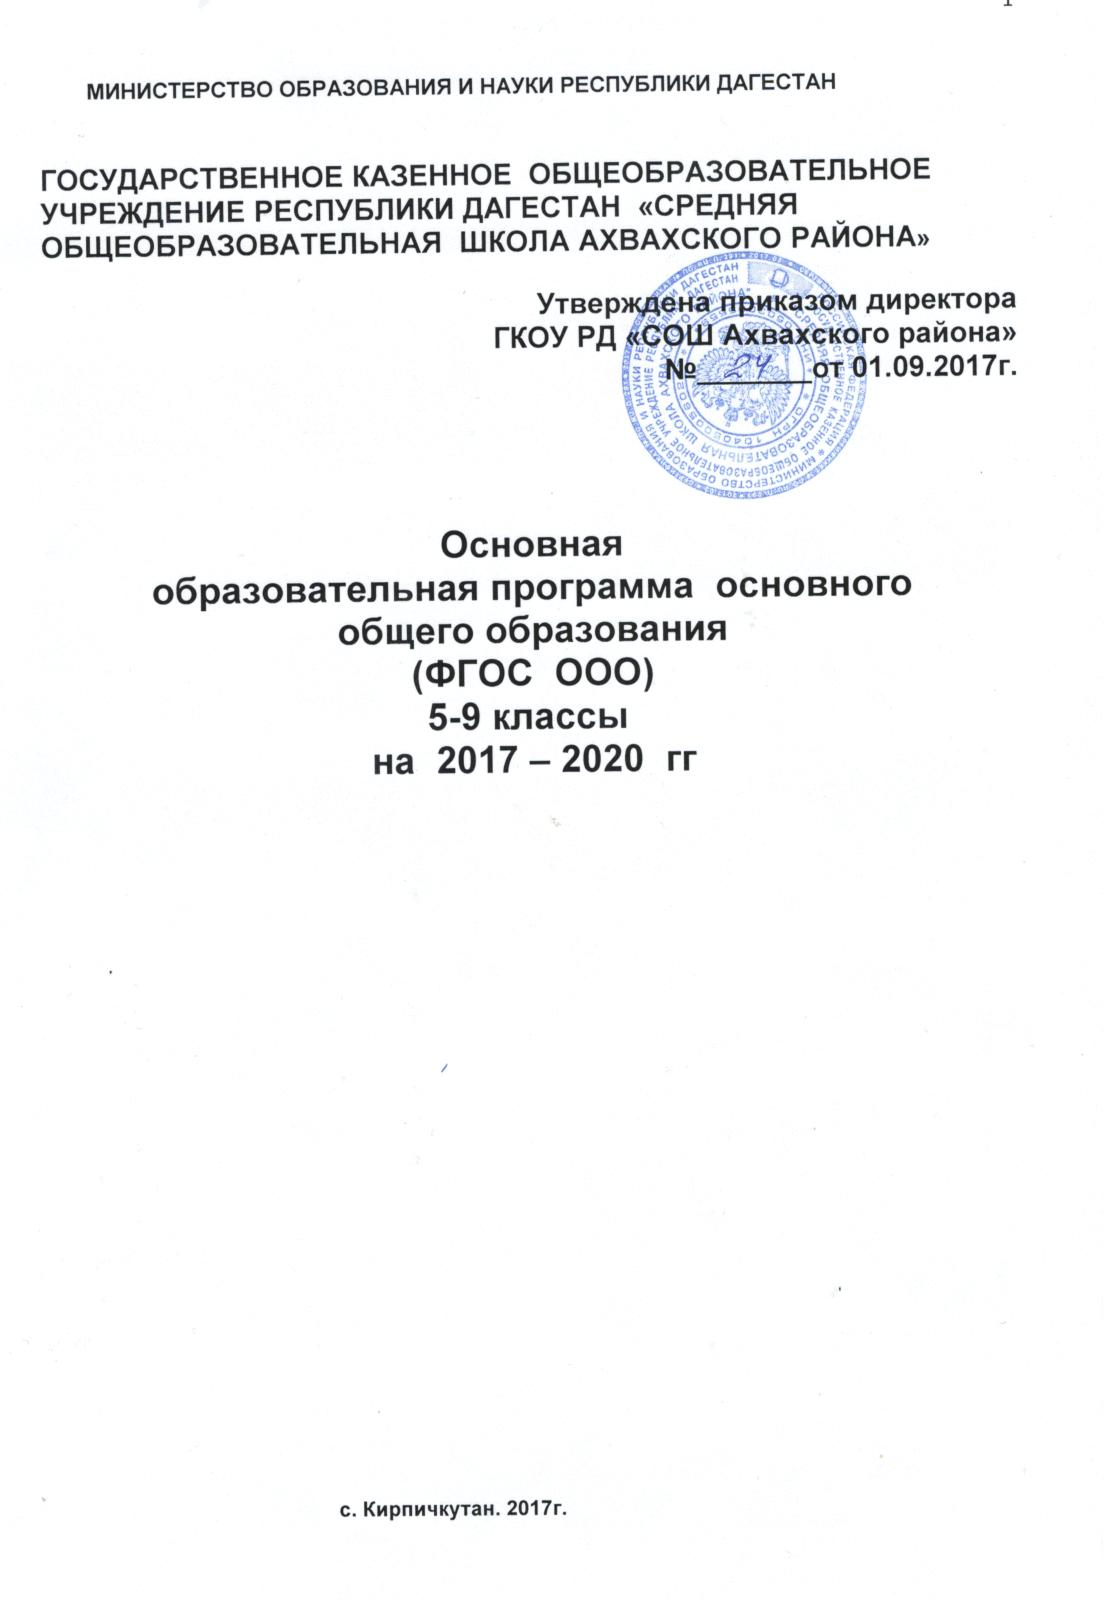 1
МИНИСТЕРСТВО ОБРАЗОВАНИЯ И НАУКИ РЕСПУБЛИКИ ДАГЕСТАН
ГОСУДАРСТВЕННОЕ КАЗЕННОЕ ОБЩЕОБРАЗОВАТЕЛЬНОЕ
УЧРЕЖДЕНИЕ РЕСПУБЛИКИ ДАГЕСТАН «СРЕДНЯЯ
ОБЩЕОБРАЗОВАТЕЛЬНАЯ ШКОЛА АХВАХСКОГО РАЙОНА»
Утверждена приказом директора
ГКОУ РД «СОШ Ахвахского района»
№ 24 от 01.09.2017г.
Основная
образовательная программа основного
общего образования
(ФГОС ООО)
5-9 классы
на 2017 – 2020 гг
с. Кирпичкутан. 2017г.